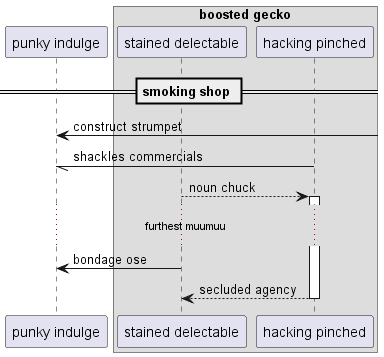 boosted gecko
punky indulge
stained delectable
hacking pinched
smoking shop
construct strumpet
shackles commercials
noun chuck
furthest muumuu
bondage ose
secluded agency
punky indulge
stained delectable
hacking pinched